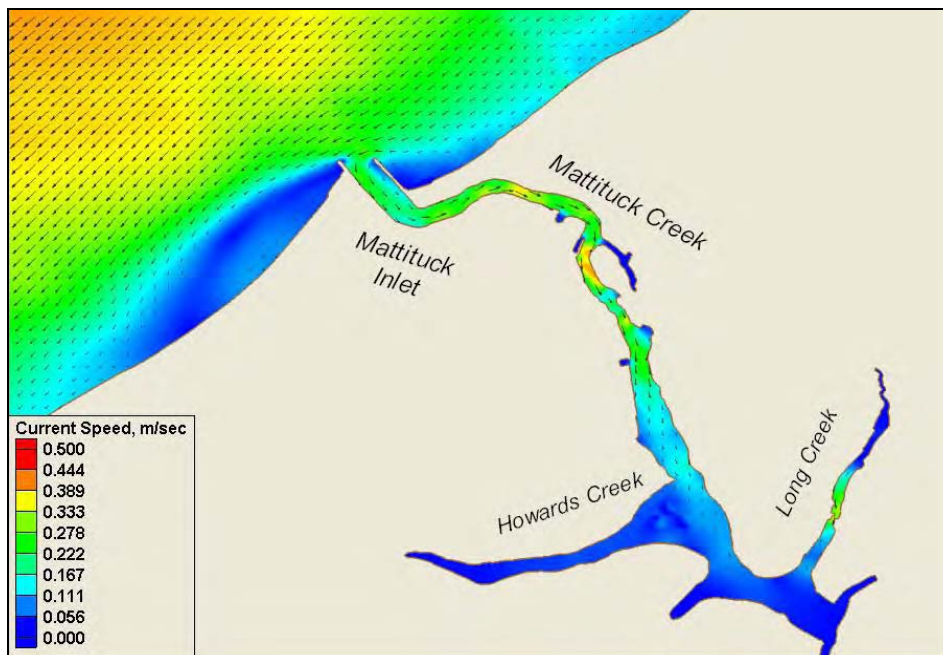 Mattituck Creek
Mattituck
Inlet
Howards Creek
Long Creek
Current Speed, m/sec
0.500
0.444
0.389
0.333
0.278
0.222
0.167
0.111
0.056
0.000